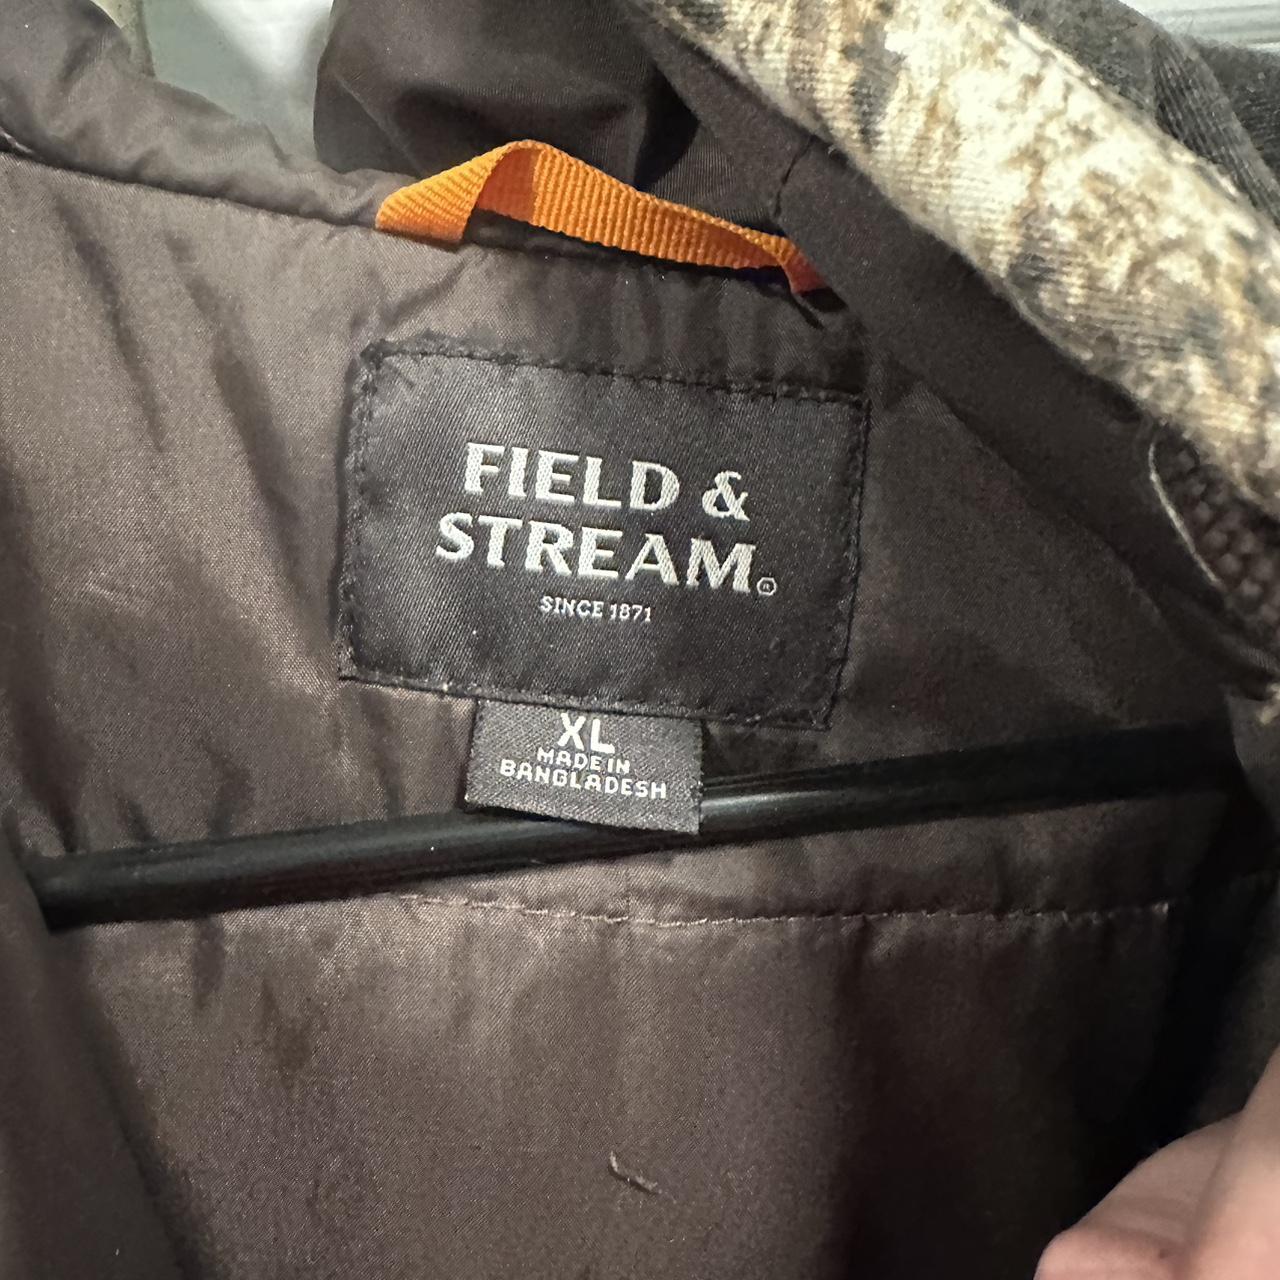 FIELD &
STREAM®
SINCE 1871
XL
MADE IN
BANGLADESH